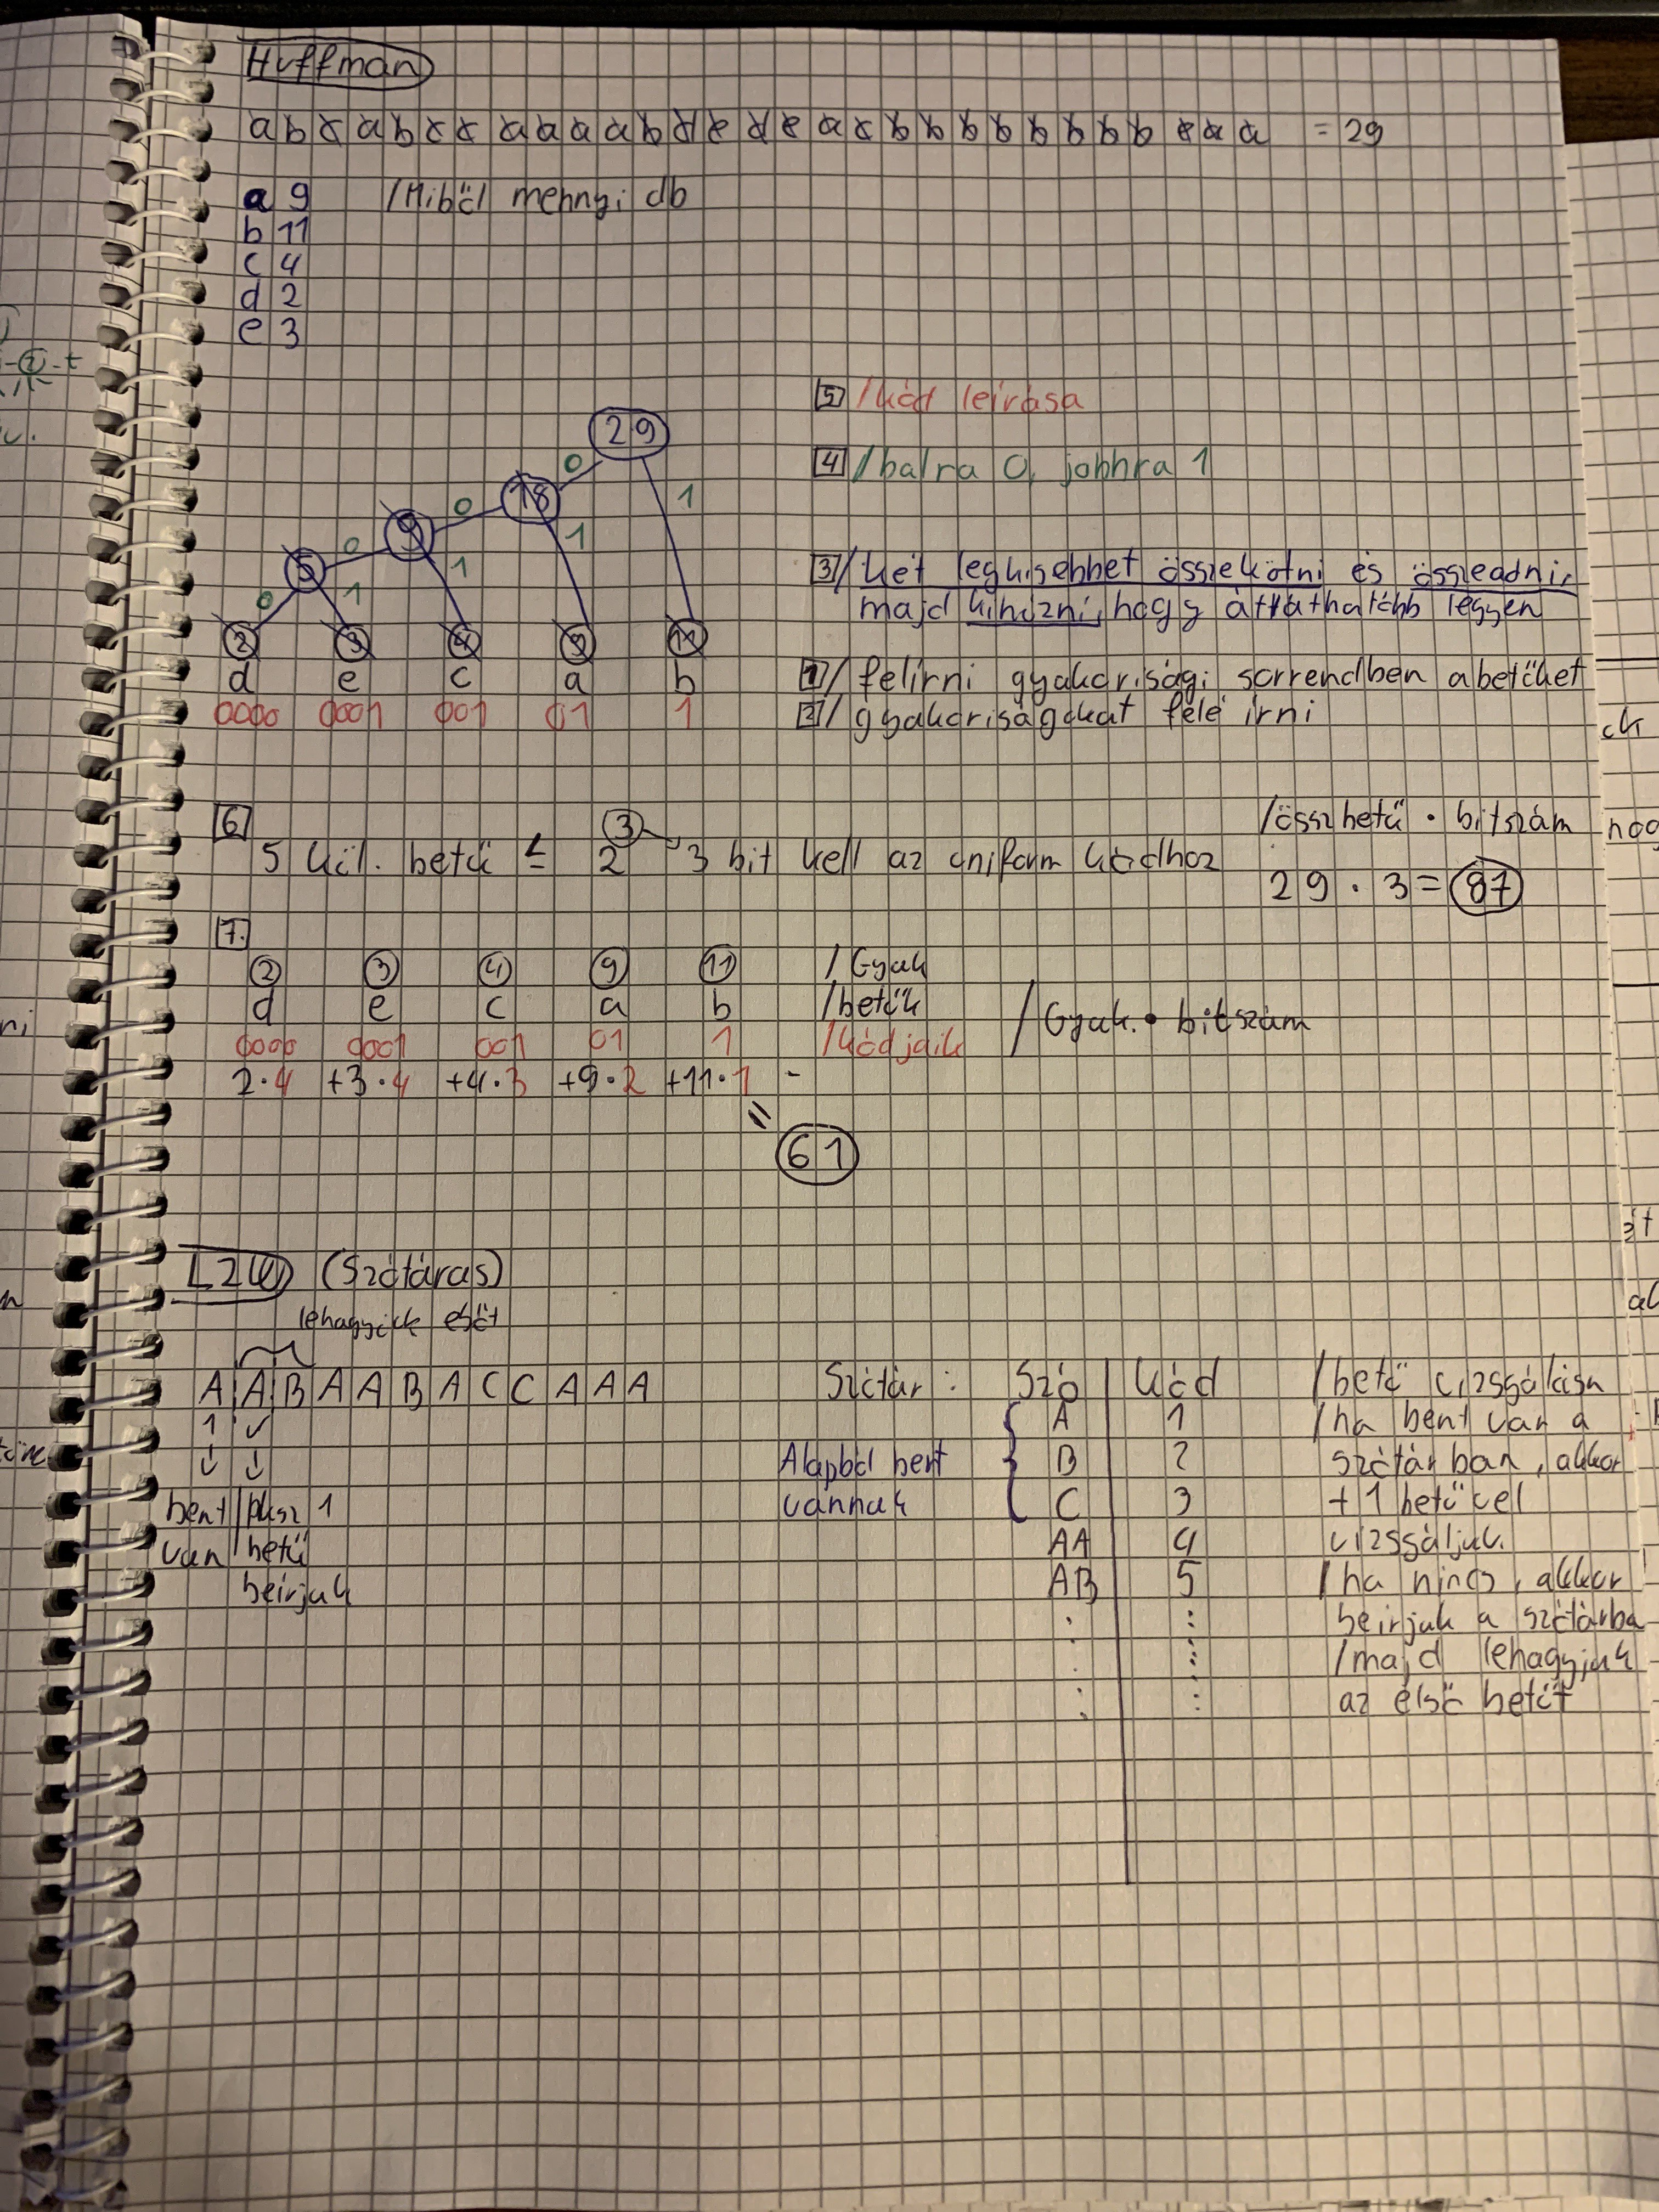 Huffman
a b c a b c c a a a a b d e d e a c b b b b b b b b e a a = 29
a 9 /Miből mennyi db
b 11
c 4
d 2
e 3
5 /kód leírása
29
4 /balra 0, jobbra 1
0 1
18
0 1
9
0 1
5
0 1
3 /két legkisebbet összekötni és összeadni,
majd kihúzni, hogy átláthatóbb legyen
2 3 4 9 11
d e c a b
1 / felírni gyakorisági sorrendben a betűket
0000 0001 001 01 1
2 / gyakoriságokat fölé írni
6
5 kül. betű ≤ 2 3 3 bit kell az uniform kódhoz
/összbetű · bitszám
29 · 3 = 87
7.
2 3 4 9 11 / Gyak
d e c a b /betűk
0000 0001 001 01 1 /kódjaik
/ Gyak. • bitszám
2·4 +3·4 +4·3 +9·2 +11·1 =
=
61
LZW (Szótáras)
lehagyjuk elsőt
A A B A A B A C C A A A
1 ✓
↓ ↓
bent plusz 1
van betű
beírjuk
Szótár: Szó Kód
Alapból bent
vannak
A 1
B 2
C 3
AA 4
AB 5
: :
/betű vizsgálása
/ha bent van a
szótárban, akkor
+ 1 betűvel
vizsgáljuk.
/ha nincs, akkor
beírjuk a szótárba
/majd lehagyjuk
az első betűt